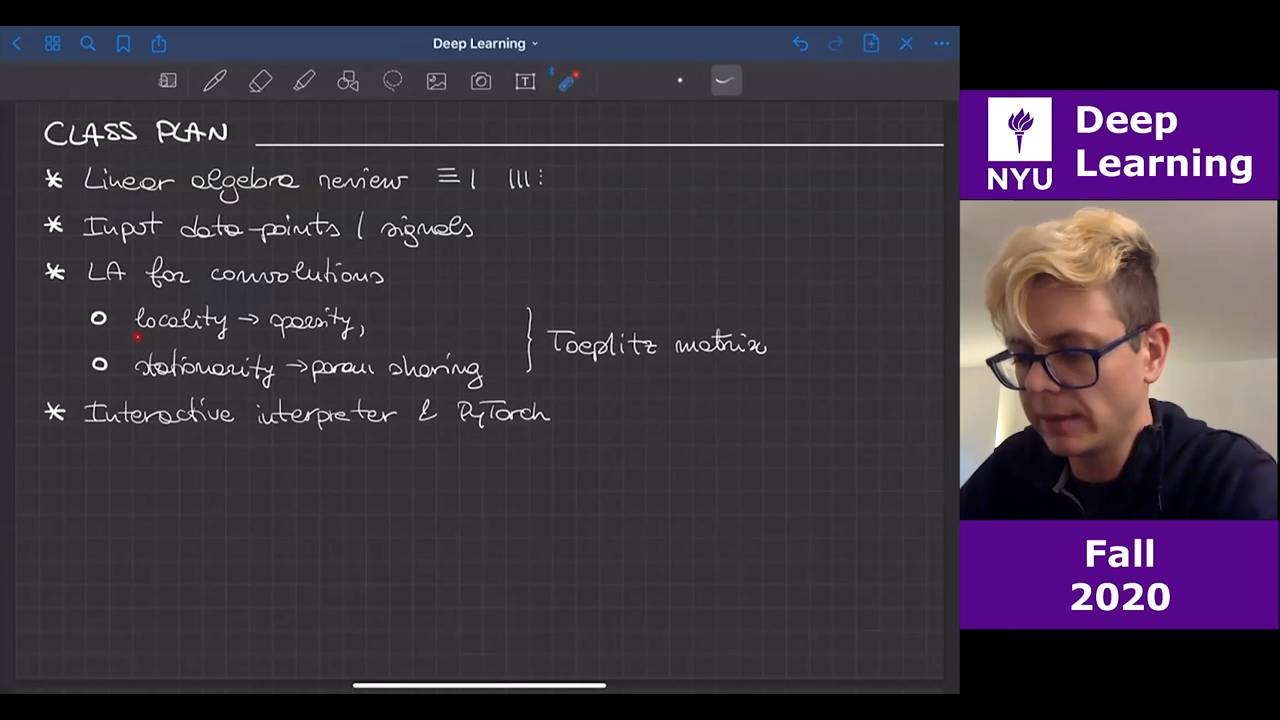 Deep Learning
CLASS PLAN
* Linear algebra review ≡| |||⋮
* Input data-points / signals
* LA for convolutions
o locality → sparsity,
o stationarity → param sharing
} Toeplitz matrix
* Interactive interpreter & PyTorch
NYU
Deep
Learning
Fall
2020